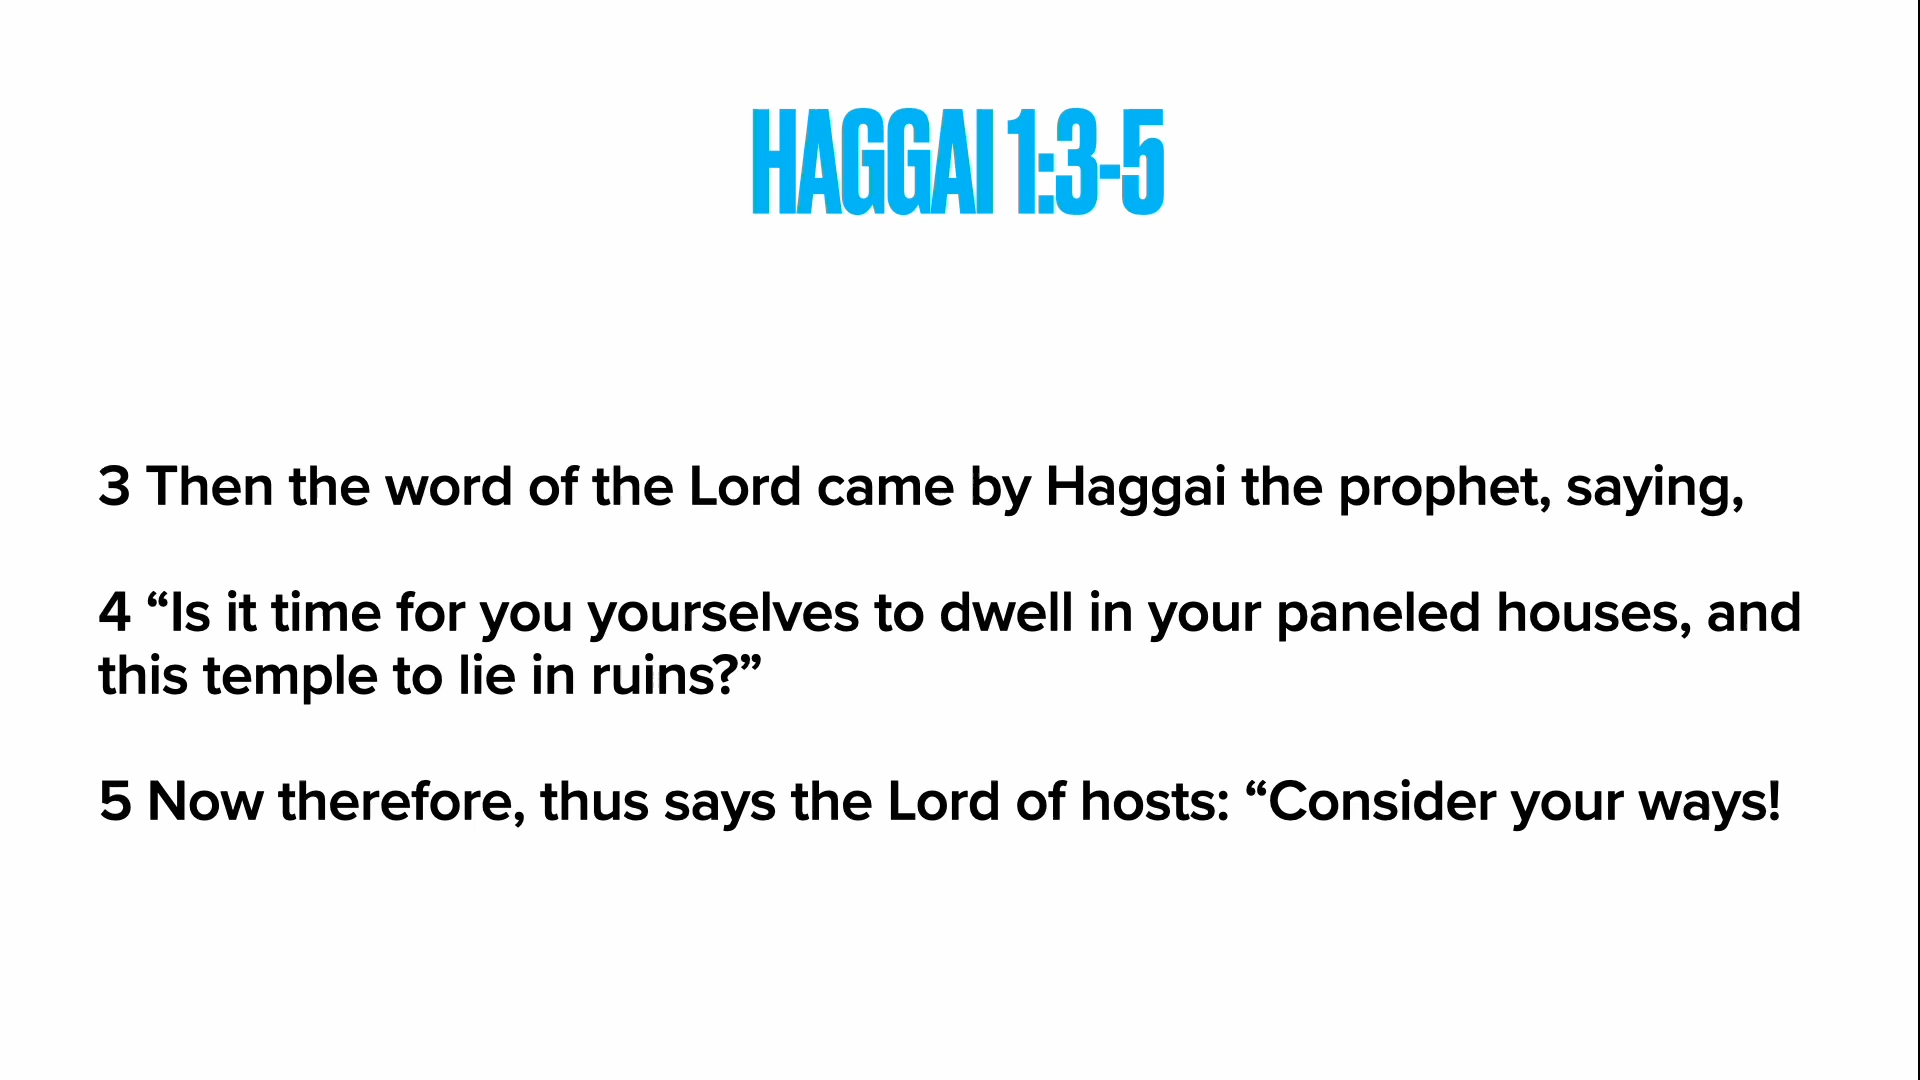 HAGGAI 1:3-5
3 Then the word of the Lord came by Haggai the prophet, saying,
4 “Is it time for you yourselves to dwell in your paneled houses, and
this temple to lie in ruins?”
5 Now therefore, thus says the Lord of hosts: “Consider your ways!